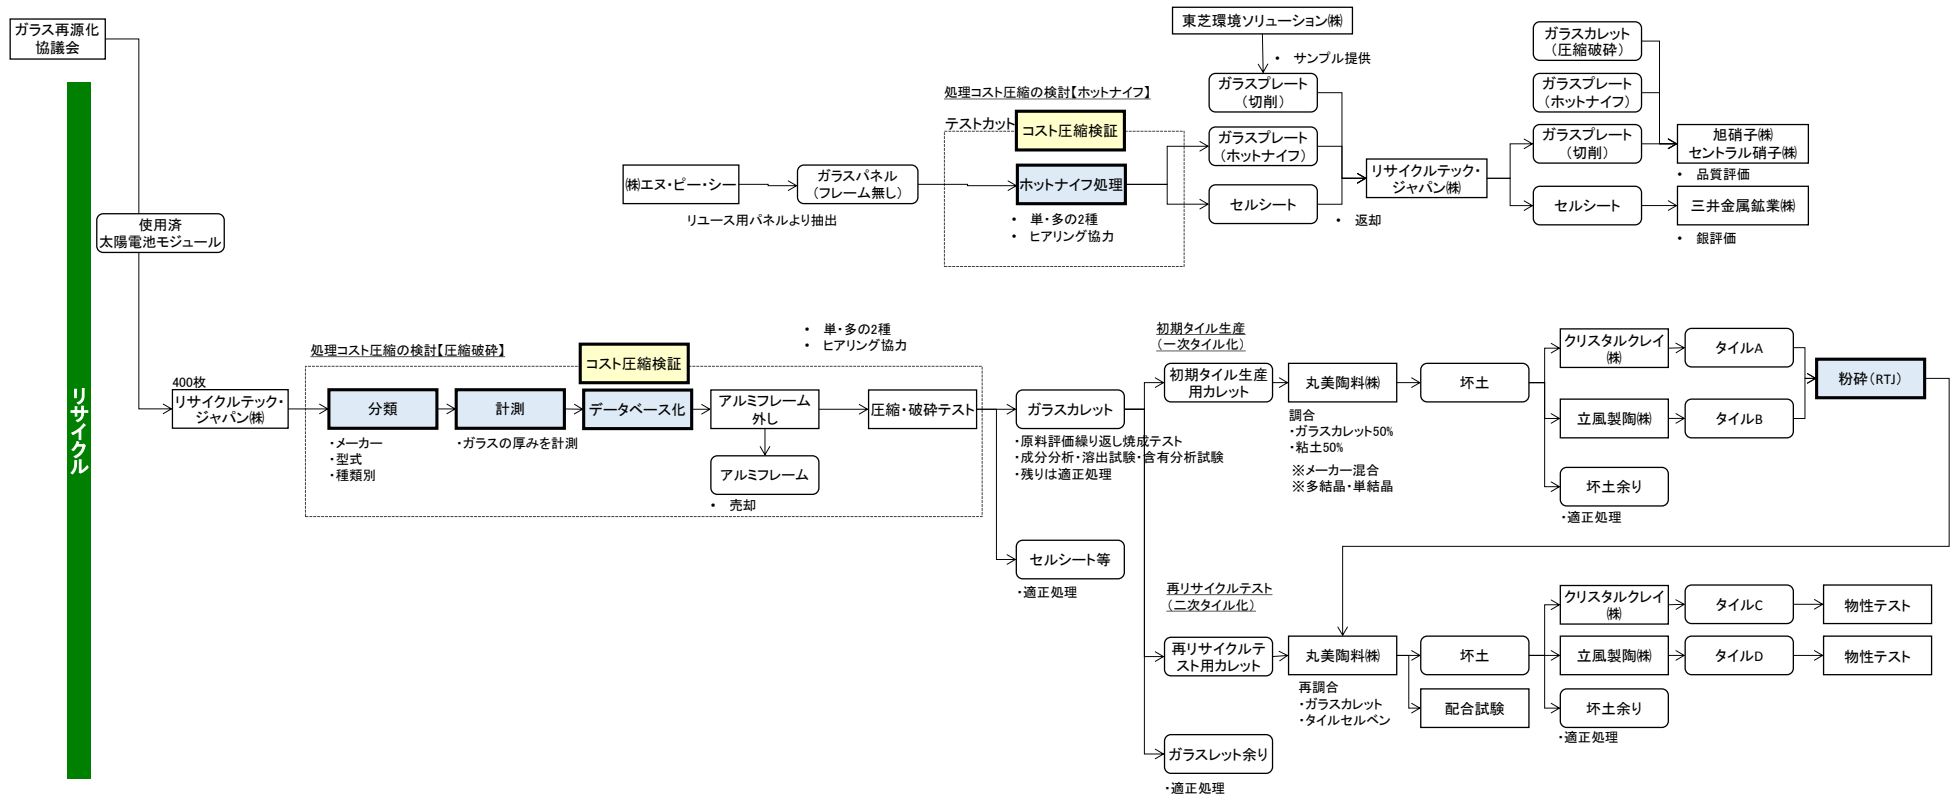 ガラス再源化
協議会
リサイクル
使用済
太陽電池モジュール
東芝環境ソリューション㈱
・ サンプル提供
処理コスト圧縮の検討【ホットナイフ】
テストカット
コスト圧縮検証
㈱エヌ・ピー・シー
ガラスパネル
（フレーム無し）
リユース用パネルより抽出
ホットナイフ処理
・ 単・多の2種
・ ヒアリング協力
ガラスプレート
（切削）
ガラスプレート
（ホットナイフ）
セルシート
・ 返却
リサイクルテック・
ジャパン㈱
ガラスカレット
（圧縮破砕）
ガラスプレート
（ホットナイフ）
ガラスプレート
（切削）
セルシート
旭硝子㈱
セントラル硝子㈱
・ 品質評価
三井金属鉱業㈱
・ 銀評価
400枚
リサイクルテック・
ジャパン㈱
処理コスト圧縮の検討【圧縮破砕】
コスト圧縮検証
・ 単・多の2種
・ ヒアリング協力
分類
・メーカー
・型式
・種類別
計測
・ガラスの厚みを計測
データベース化
アルミフレーム
外し
アルミフレーム
・ 売却
圧縮・破砕テスト
ガラスカレット
・原料評価繰り返し焼成テスト
・成分分析・溶出試験・含有分析試験
・残りは適正処理
セルシート等
・適正処理
初期タイル生産
（一次タイル化）
初期タイル生産
用カレット
丸美陶料㈱
調合
・ガラスカレット50%
・粘土50%
※メーカー混合
※多結晶・単結晶
坏土
クリスタルクレイ
㈱
タイルA
立風製陶㈱
タイルB
坏土余り
・適正処理
粉砕（RTJ）
再リサイクルテスト
（二次タイル化）
再リサイクルテ
スト用カレット
丸美陶料㈱
再調合
・ガラスカレット
・タイルセルベン
坏土
配合試験
クリスタルクレイ
㈱
タイルC
物性テスト
立風製陶㈱
タイルD
物性テスト
坏土余り
・適正処理
ガラスレット余り
・適正処理